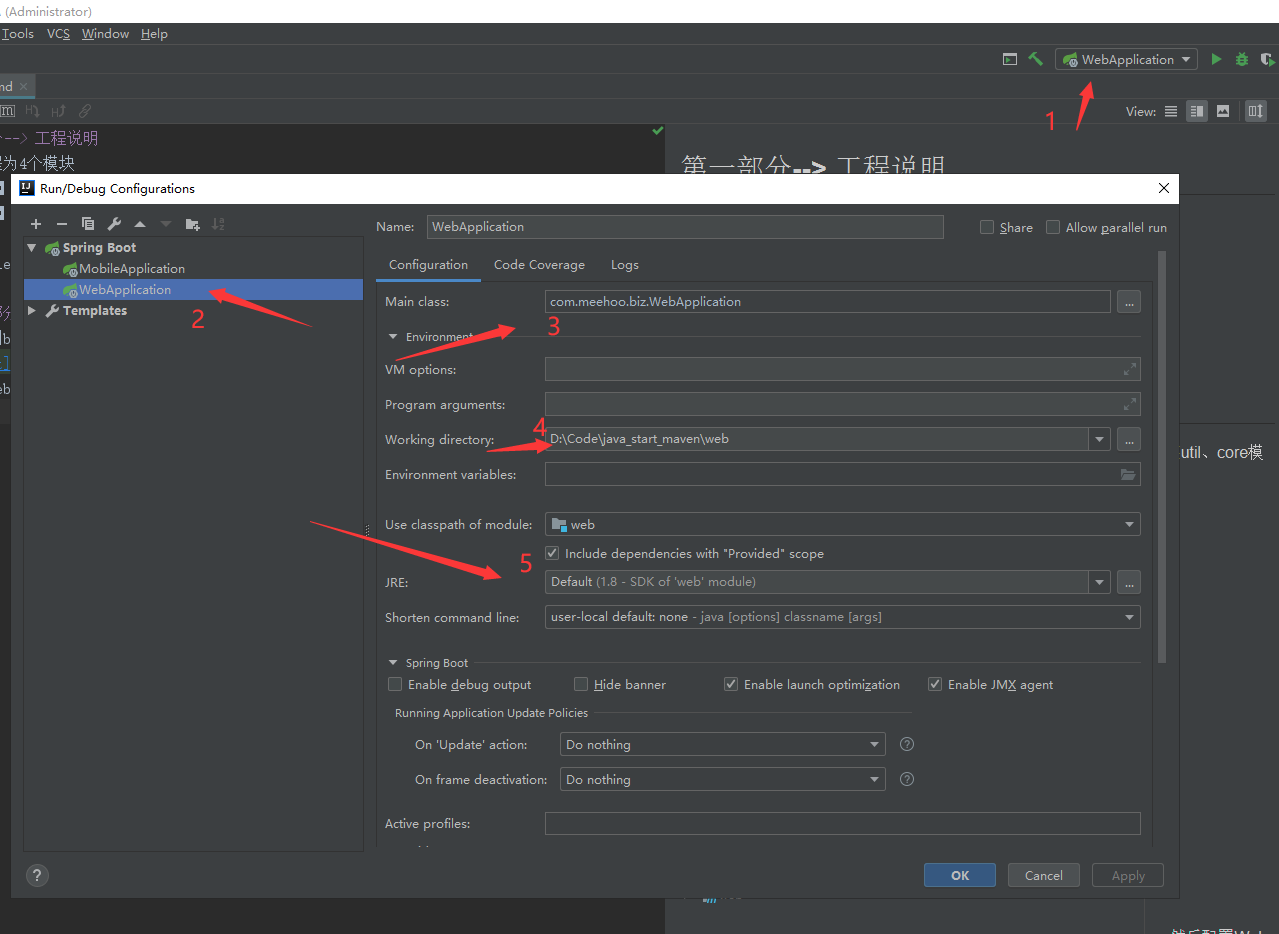 (Administrator)
Tools VCS Window Help
WebApplication
md
1
View:
--> 工程说明
为4个模块
第一部分--> 工程说明
Run/Debug Configurations
Name: WebApplication Share Allow parallel run
Spring Boot
MobileApplication
WebApplication
Templates
2
Configuration Code Coverage Logs
Main class: com.meehoo.biz.WebApplication
3
Environment
VM options:
Program arguments:
4
Working directory: D:\Code\java_start_maven\web
Environment variables:
util、core模
Use classpath of module: web
Include dependencies with "Provided" scope
5
JRE: Default (1.8 - SDK of 'web' module)
Shorten command line: user-local default: none - java [options] classname [args]
Spring Boot
Enable debug output Hide banner Enable launch optimization Enable JMX agent
Running Application Update Policies
On 'Update' action: Do nothing ?
On frame deactivation: Do nothing ?
Active profiles:
? OK Cancel Apply